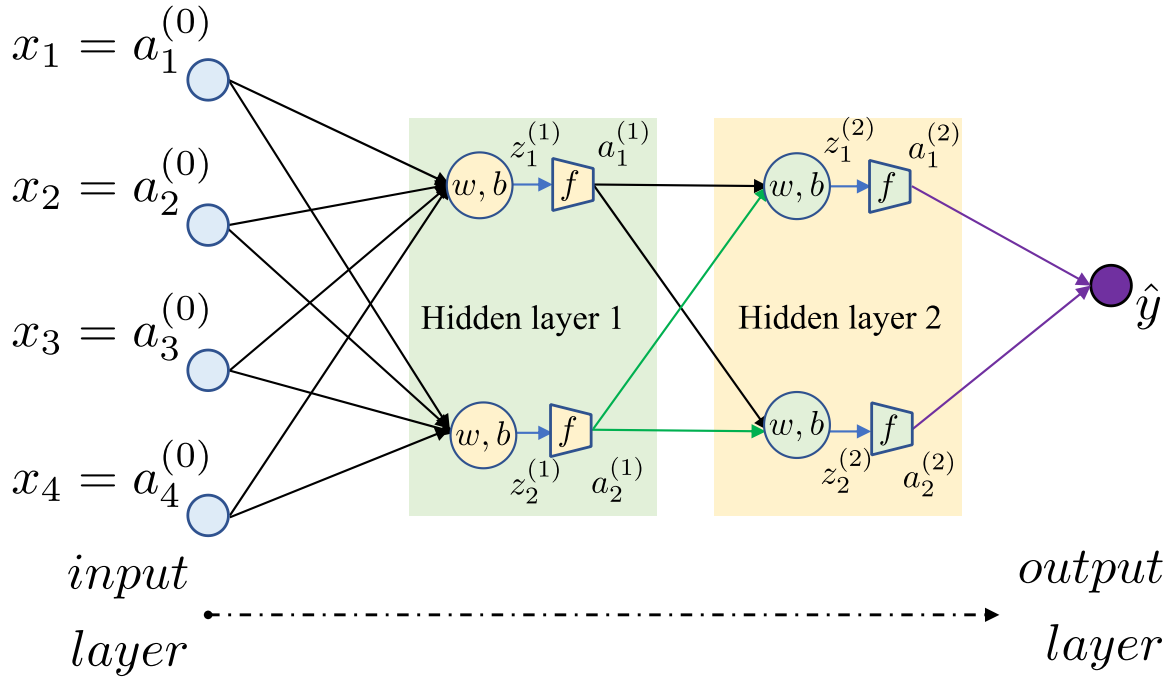 x₁ = a₁⁽⁰⁾
x₂ = a₂⁽⁰⁾
x₃ = a₃⁽⁰⁾
x₄ = a₄⁽⁰⁾
input
layer
z₁⁽¹⁾
a₁⁽¹⁾
w, b
f
Hidden layer 1
w, b
f
z₂⁽¹⁾
a₂⁽¹⁾
z₁⁽²⁾
a₁⁽²⁾
w, b
f
Hidden layer 2
w, b
f
z₂⁽²⁾
a₂⁽²⁾
ŷ
output
layer